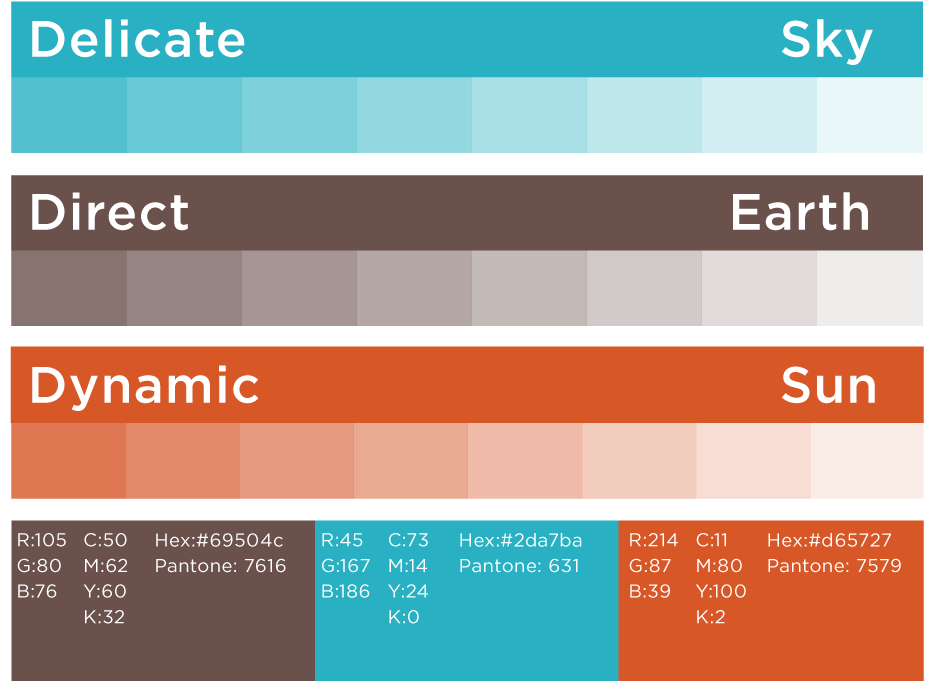 Delicate Sky
Direct Earth
Dynamic Sun
R:105 C:50 Hex:#69504c
G:80 M:62 Pantone: 7616
B:76 Y:60
K:32
R:45 C:73 Hex:#2da7ba
G:167 M:14 Pantone: 631
B:186 Y:24
K:0
R:214 C:11 Hex:#d65727
G:87 M:80 Pantone: 7579
B:39 Y:100
K:2